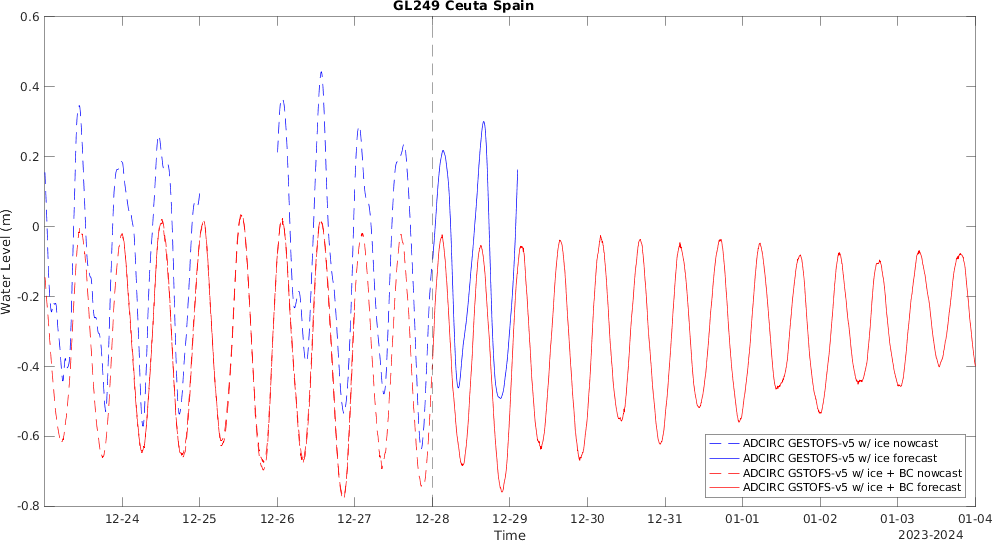 GL249 Ceuta Spain
0.6
0.4
0.2
0
-0.2
-0.4
-0.6
-0.8
Water Level (m)
ADCIRC GESTOFS-v5 w/ ice nowcast
ADCIRC GESTOFS-v5 w/ ice forecast
ADCIRC GSTOFS-v5 w/ ice + BC nowcast
ADCIRC GSTOFS-v5 w/ ice + BC forecast
12-24 12-25 12-26 12-27 12-28 12-29 12-30 12-31 01-01 01-02 01-03 01-04
Time
2023-2024